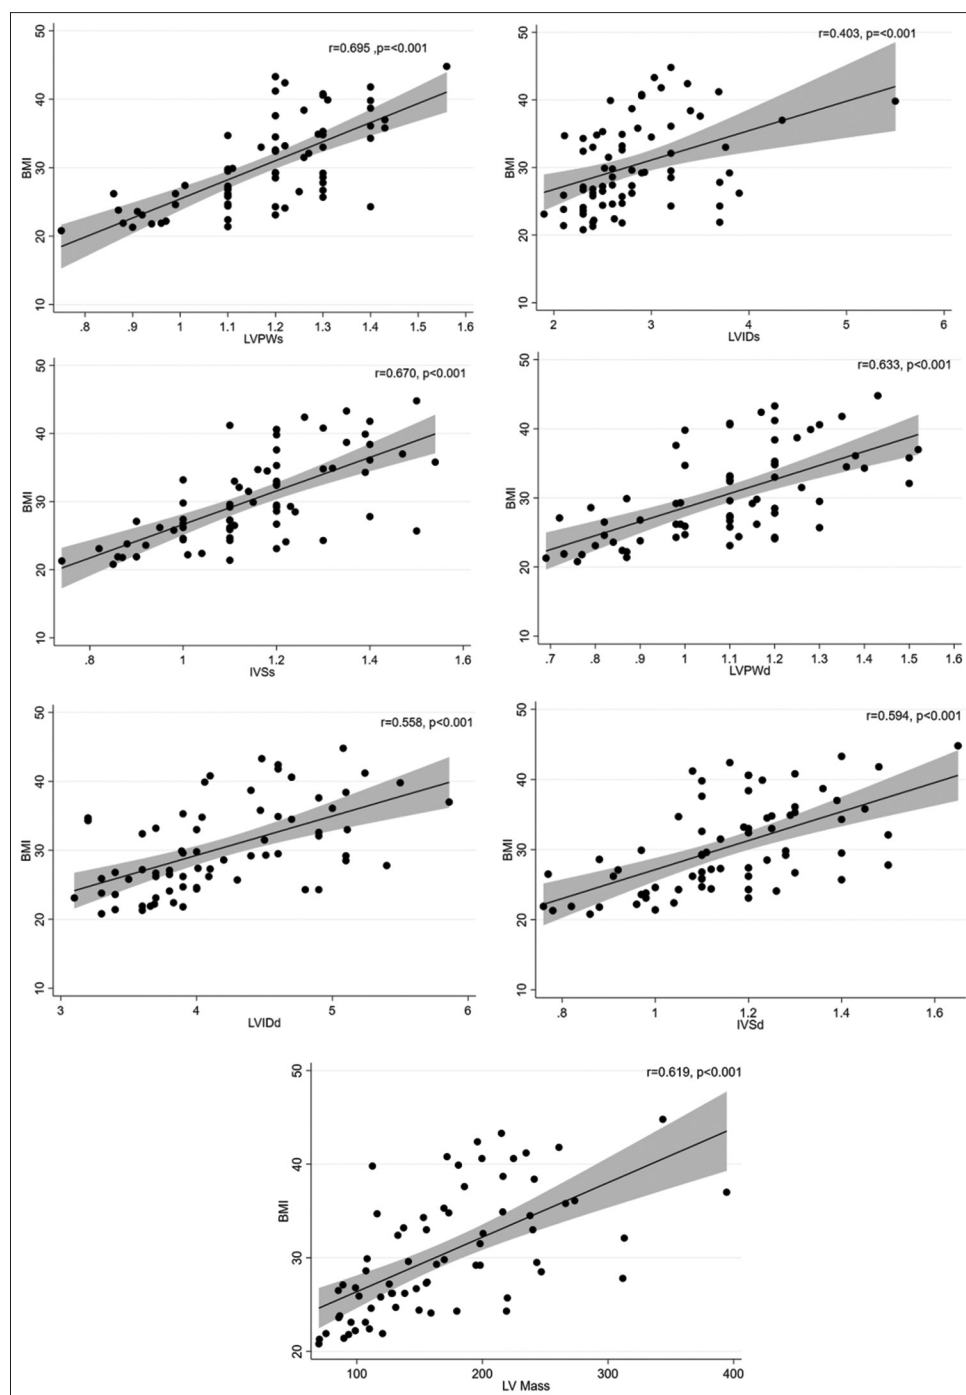 r=0.695 ,p=<0.001
BMI
50
40
30
20
10
.8 .9 1 1.1 1.2 1.3 1.4 1.5 1.6
LVPWs
r=0.403, p=<0.001
BMI
50
40
30
20
10
2 3 4 5 6
LVIDs
r=0.670, p<0.001
BMI
50
40
30
20
10
.8 1 1.2 1.4 1.6
IVSs
r=0.633, p<0.001
BMI
50
40
30
20
10
.7 .8 .9 1 1.1 1.2 1.3 1.4 1.5 1.6
LVPWd
r=0.558, p<0.001
BMI
50
40
30
20
10
3 4 5 6
LVIDd
r=0.594, p<0.001
BMI
50
40
30
20
10
.8 1 1.2 1.4 1.6
IVSd
r=0.619, p<0.001
BMI
50
40
30
20
100 200 300 400
LV Mass